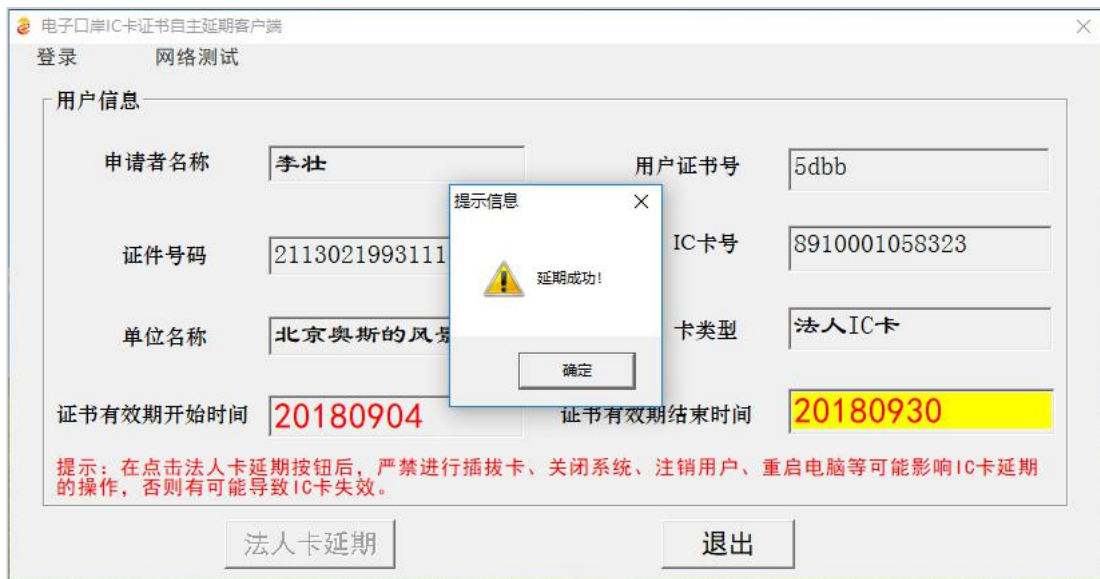 电子口岸IC卡证书自主延期客户端
登录 网络测试
用户信息
申请者名称 李壮 用户证书号 5dbb
提示信息
证件号码 2113021993111 IC卡号 8910001058323
延期成功!
单位名称 北京奥斯的风景 卡类型 法人IC卡
确定
证书有效期开始时间 20180904 证书有效期结束时间 20180930
提示：在点击法人卡延期按钮后，严禁进行插拔卡、关闭系统、注销用户、重启电脑等可能影响IC卡延期
的操作，否则有可能导致IC卡失效。
法人卡延期 退出